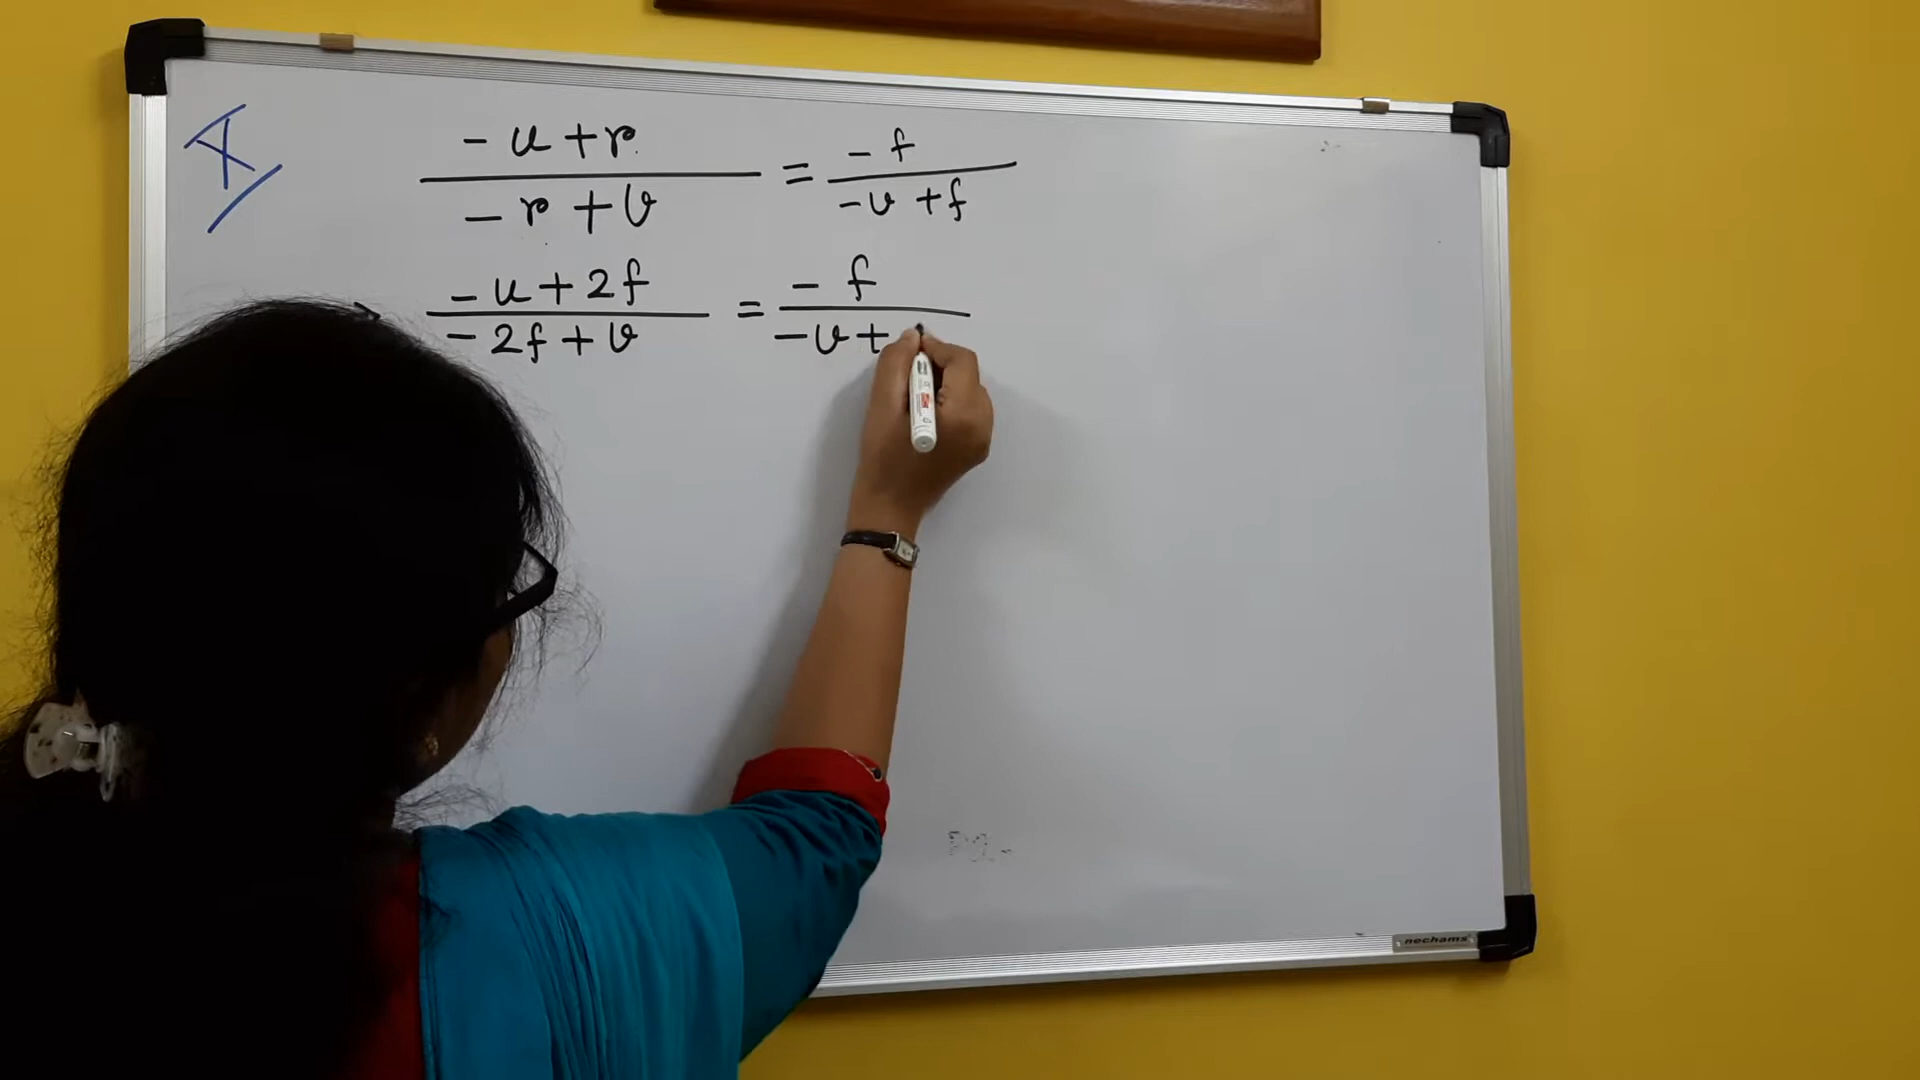 X
(-u+r)/(-r+v) = -f/(-v+f)
→ (-u+2f)/(-2f+v) = -f/(-v+
nechams